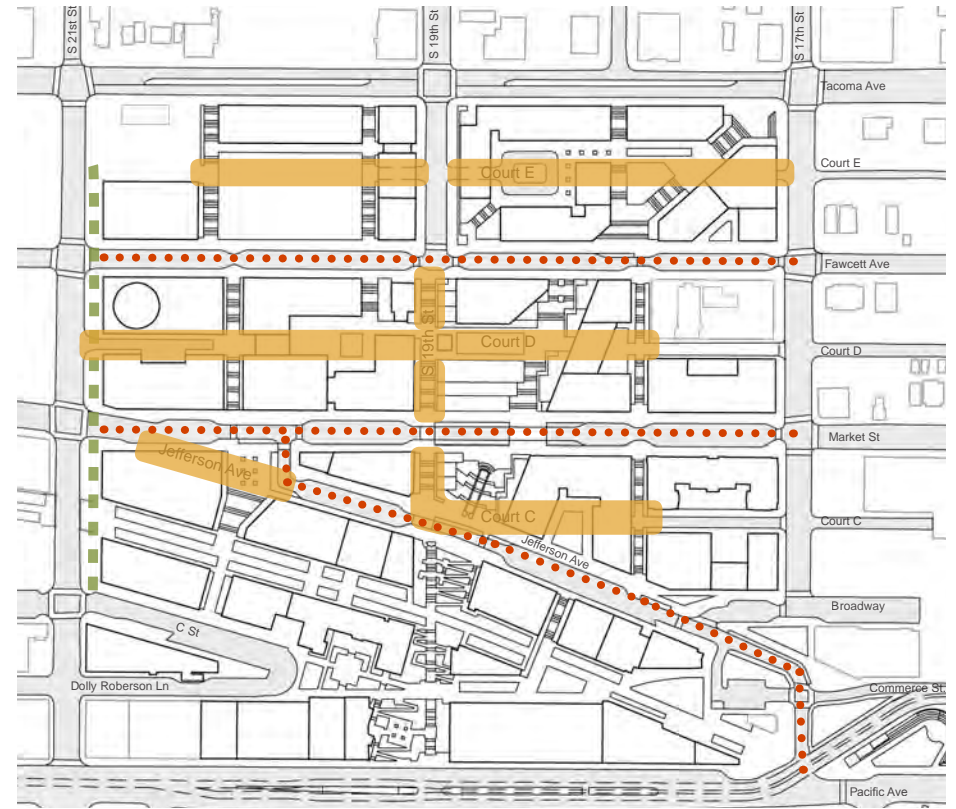 S 21st St
S 19th St
S 17th St
Tacoma Ave
Court E
Court E
Fawcett Ave
S 19th St
Court D
Court D
Market St
Jefferson Ave
Court C
Court C
Jefferson Ave
Broadway
C St
Dolly Roberson Ln
Commerce St
Pacific Ave